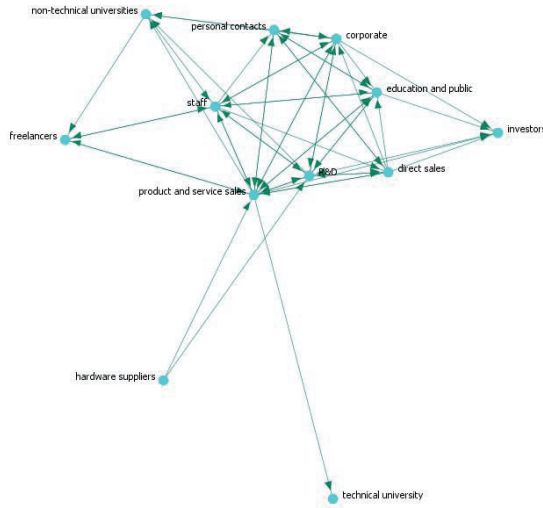 non-technical universities
personal contacts
corporate
education and public
staff
investors
freelancers
R&D
direct sales
product and service sales
hardware suppliers
technical university